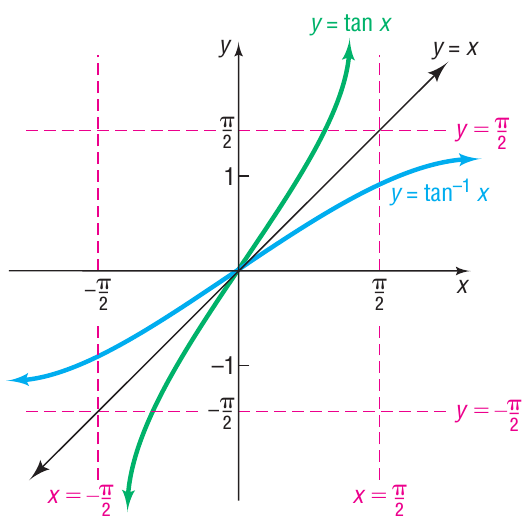 y = tan x
y
y = x
π/2
y = π/2
1
y = tan⁻¹ x
−π/2
π/2
x
−1
−π/2
y = −π/2
x = −π/2
x = π/2